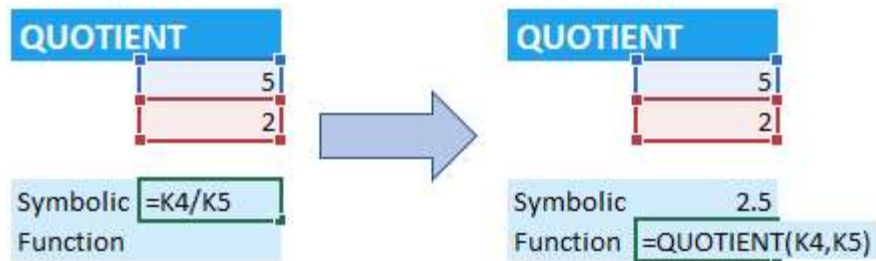 QUOTIENT
5
2
Symbolic =K4/K5
Function
QUOTIENT
5
2
Symbolic 2.5
Function =QUOTIENT(K4,K5)